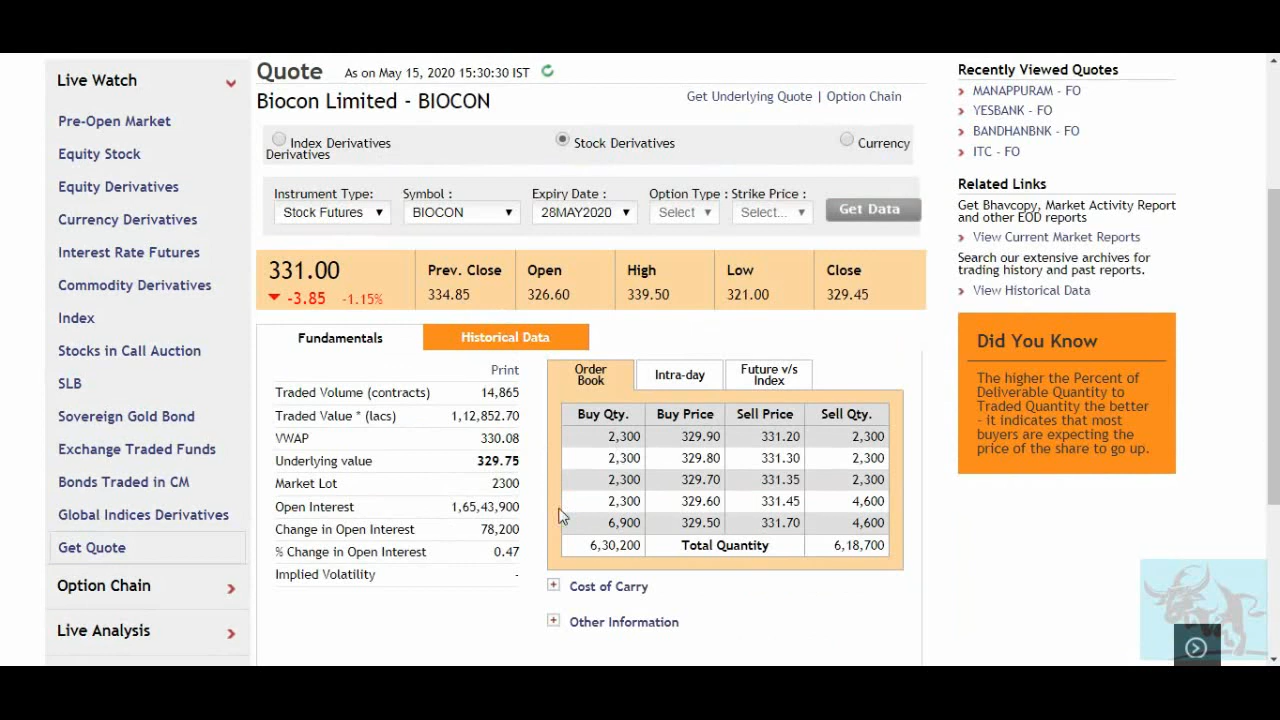 Live Watch
Pre-Open Market
Equity Stock
Equity Derivatives
Currency Derivatives
Interest Rate Futures
Commodity Derivatives
Index
Stocks in Call Auction
SLB
Sovereign Gold Bond
Exchange Traded Funds
Bonds Traded in CM
Global Indices Derivatives
Get Quote
Option Chain
Live Analysis
Quote As on May 15, 2020 15:30:30 IST
Biocon Limited - BIOCON
Get Underlying Quote | Option Chain
Index Derivatives Stock Derivatives Currency
Derivatives
Instrument Type: Symbol : Expiry Date : Option Type : Strike Price :
Stock Futures BIOCON 28MAY2020 Select Select... Get Data
331.00 Prev. Close Open High Low Close
-3.85 -1.15% 334.85 326.60 339.50 321.00 329.45
Fundamentals Historical Data
Print
Traded Volume (contracts) 14,865
Traded Value * (lacs) 1,12,852.70
VWAP 330.08
Underlying value 329.75
Market Lot 2300
Open Interest 1,65,43,900
Change in Open Interest 78,200
% Change in Open Interest 0.47
Implied Volatility -
Order Book Intra-day Future v/s Index
Buy Qty. Buy Price Sell Price Sell Qty.
2,300 329.90 331.20 2,300
2,300 329.80 331.30 2,300
2,300 329.70 331.35 2,300
2,300 329.60 331.45 4,600
6,900 329.50 331.70 4,600
6,30,200 Total Quantity 6,18,700
Cost of Carry
Other Information
Recently Viewed Quotes
MANAPPURAM - FO
YESBANK - FO
BANDHANBNK - FO
ITC - FO
Related Links
Get Bhavcopy, Market Activity Report
and other EOD reports
View Current Market Reports
Search our extensive archives for
trading history and past reports.
View Historical Data
Did You Know
The higher the Percent of
Deliverable Quantity to
Traded Quantity the better
- it indicates that most
buyers are expecting the
price of the share to go up.